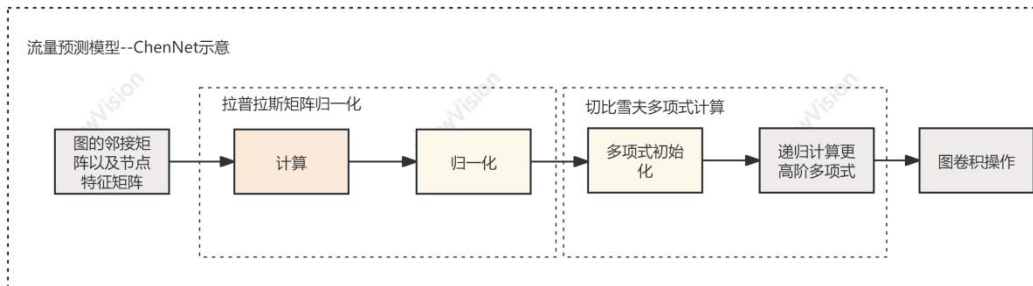 流量预测模型--ChenNet示意
拉普拉斯矩阵归一化
切比雪夫多项式计算
图的邻接矩
阵以及节点
特征矩阵
计算
归一化
多项式初始
化
递归计算更
高阶多项式
图卷积操作